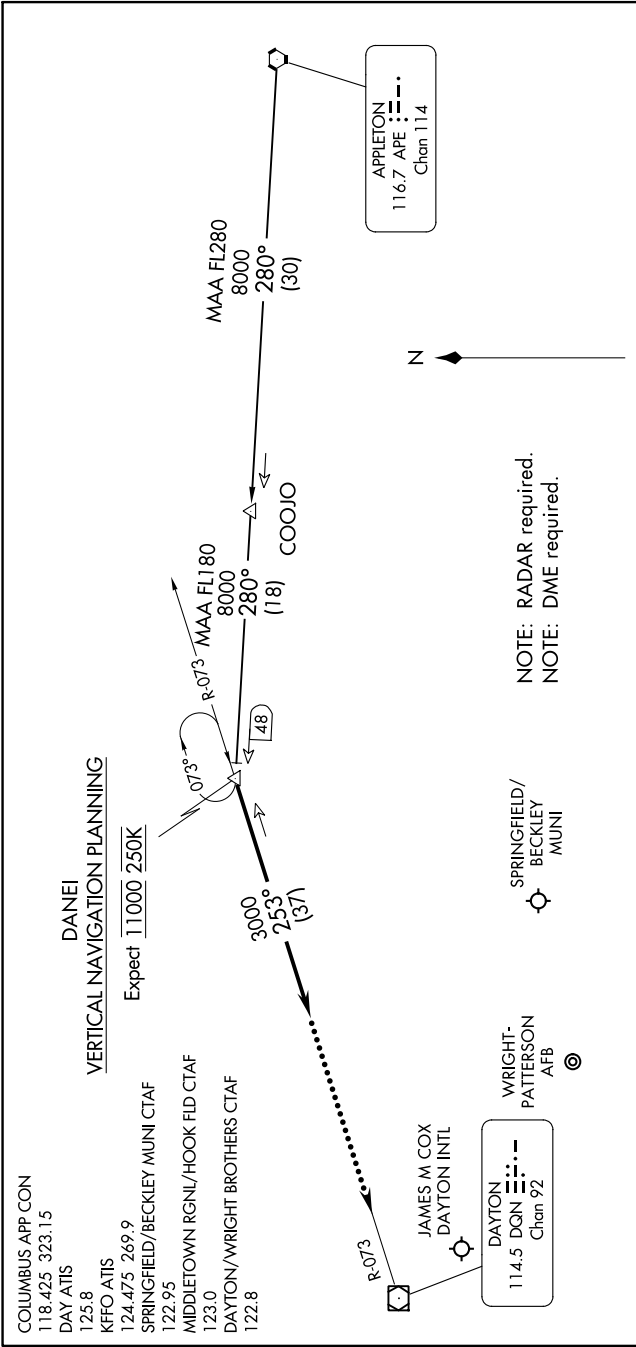 COLUMBUS APP CON
118.425 323.15
DAY ATIS
125.8
KFFO ATIS
124.475 269.9
SPRINGFIELD/BECKLEY MUNI CTAF
122.95
MIDDLETOWN RGNL/HOOK FLD CTAF
123.0
DAYTON/WRIGHT BROTHERS CTAF
122.8
DANEI
VERTICAL NAVIGATION PLANNING
Expect 11000 250K
073°
R-073
48
MAA FL180
8000
280°
(18)
COOJO
MAA FL280
8000
280°
(30)
APPLETON
116.7 APE
Chan 114
3000
253°
(37)
R-073
JAMES M COX
DAYTON INTL
DAYTON
114.5 DQN
Chan 92
WRIGHT-
PATTERSON
AFB
SPRINGFIELD/
BECKLEY
MUNI
NOTE: RADAR required.
NOTE: DME required.
N